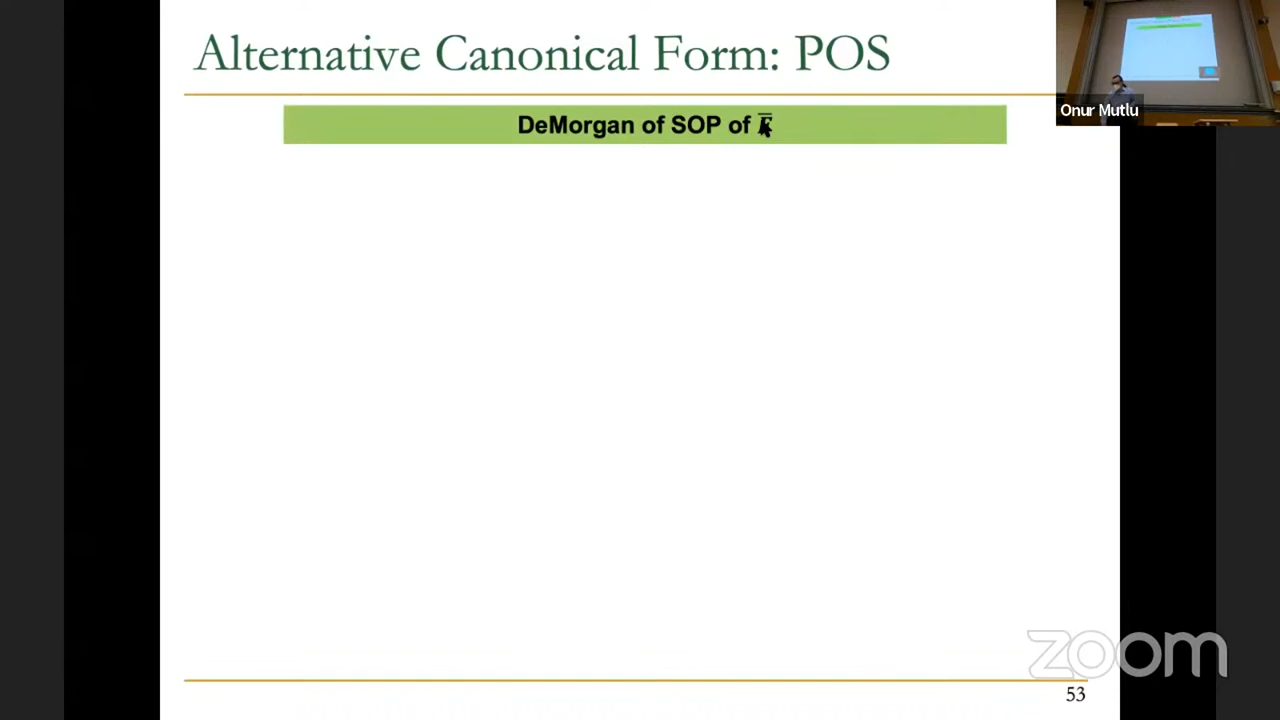 Alternative Canonical Form: POS
DeMorgan of SOP of F̅
Onur Mutlu
zoom
53